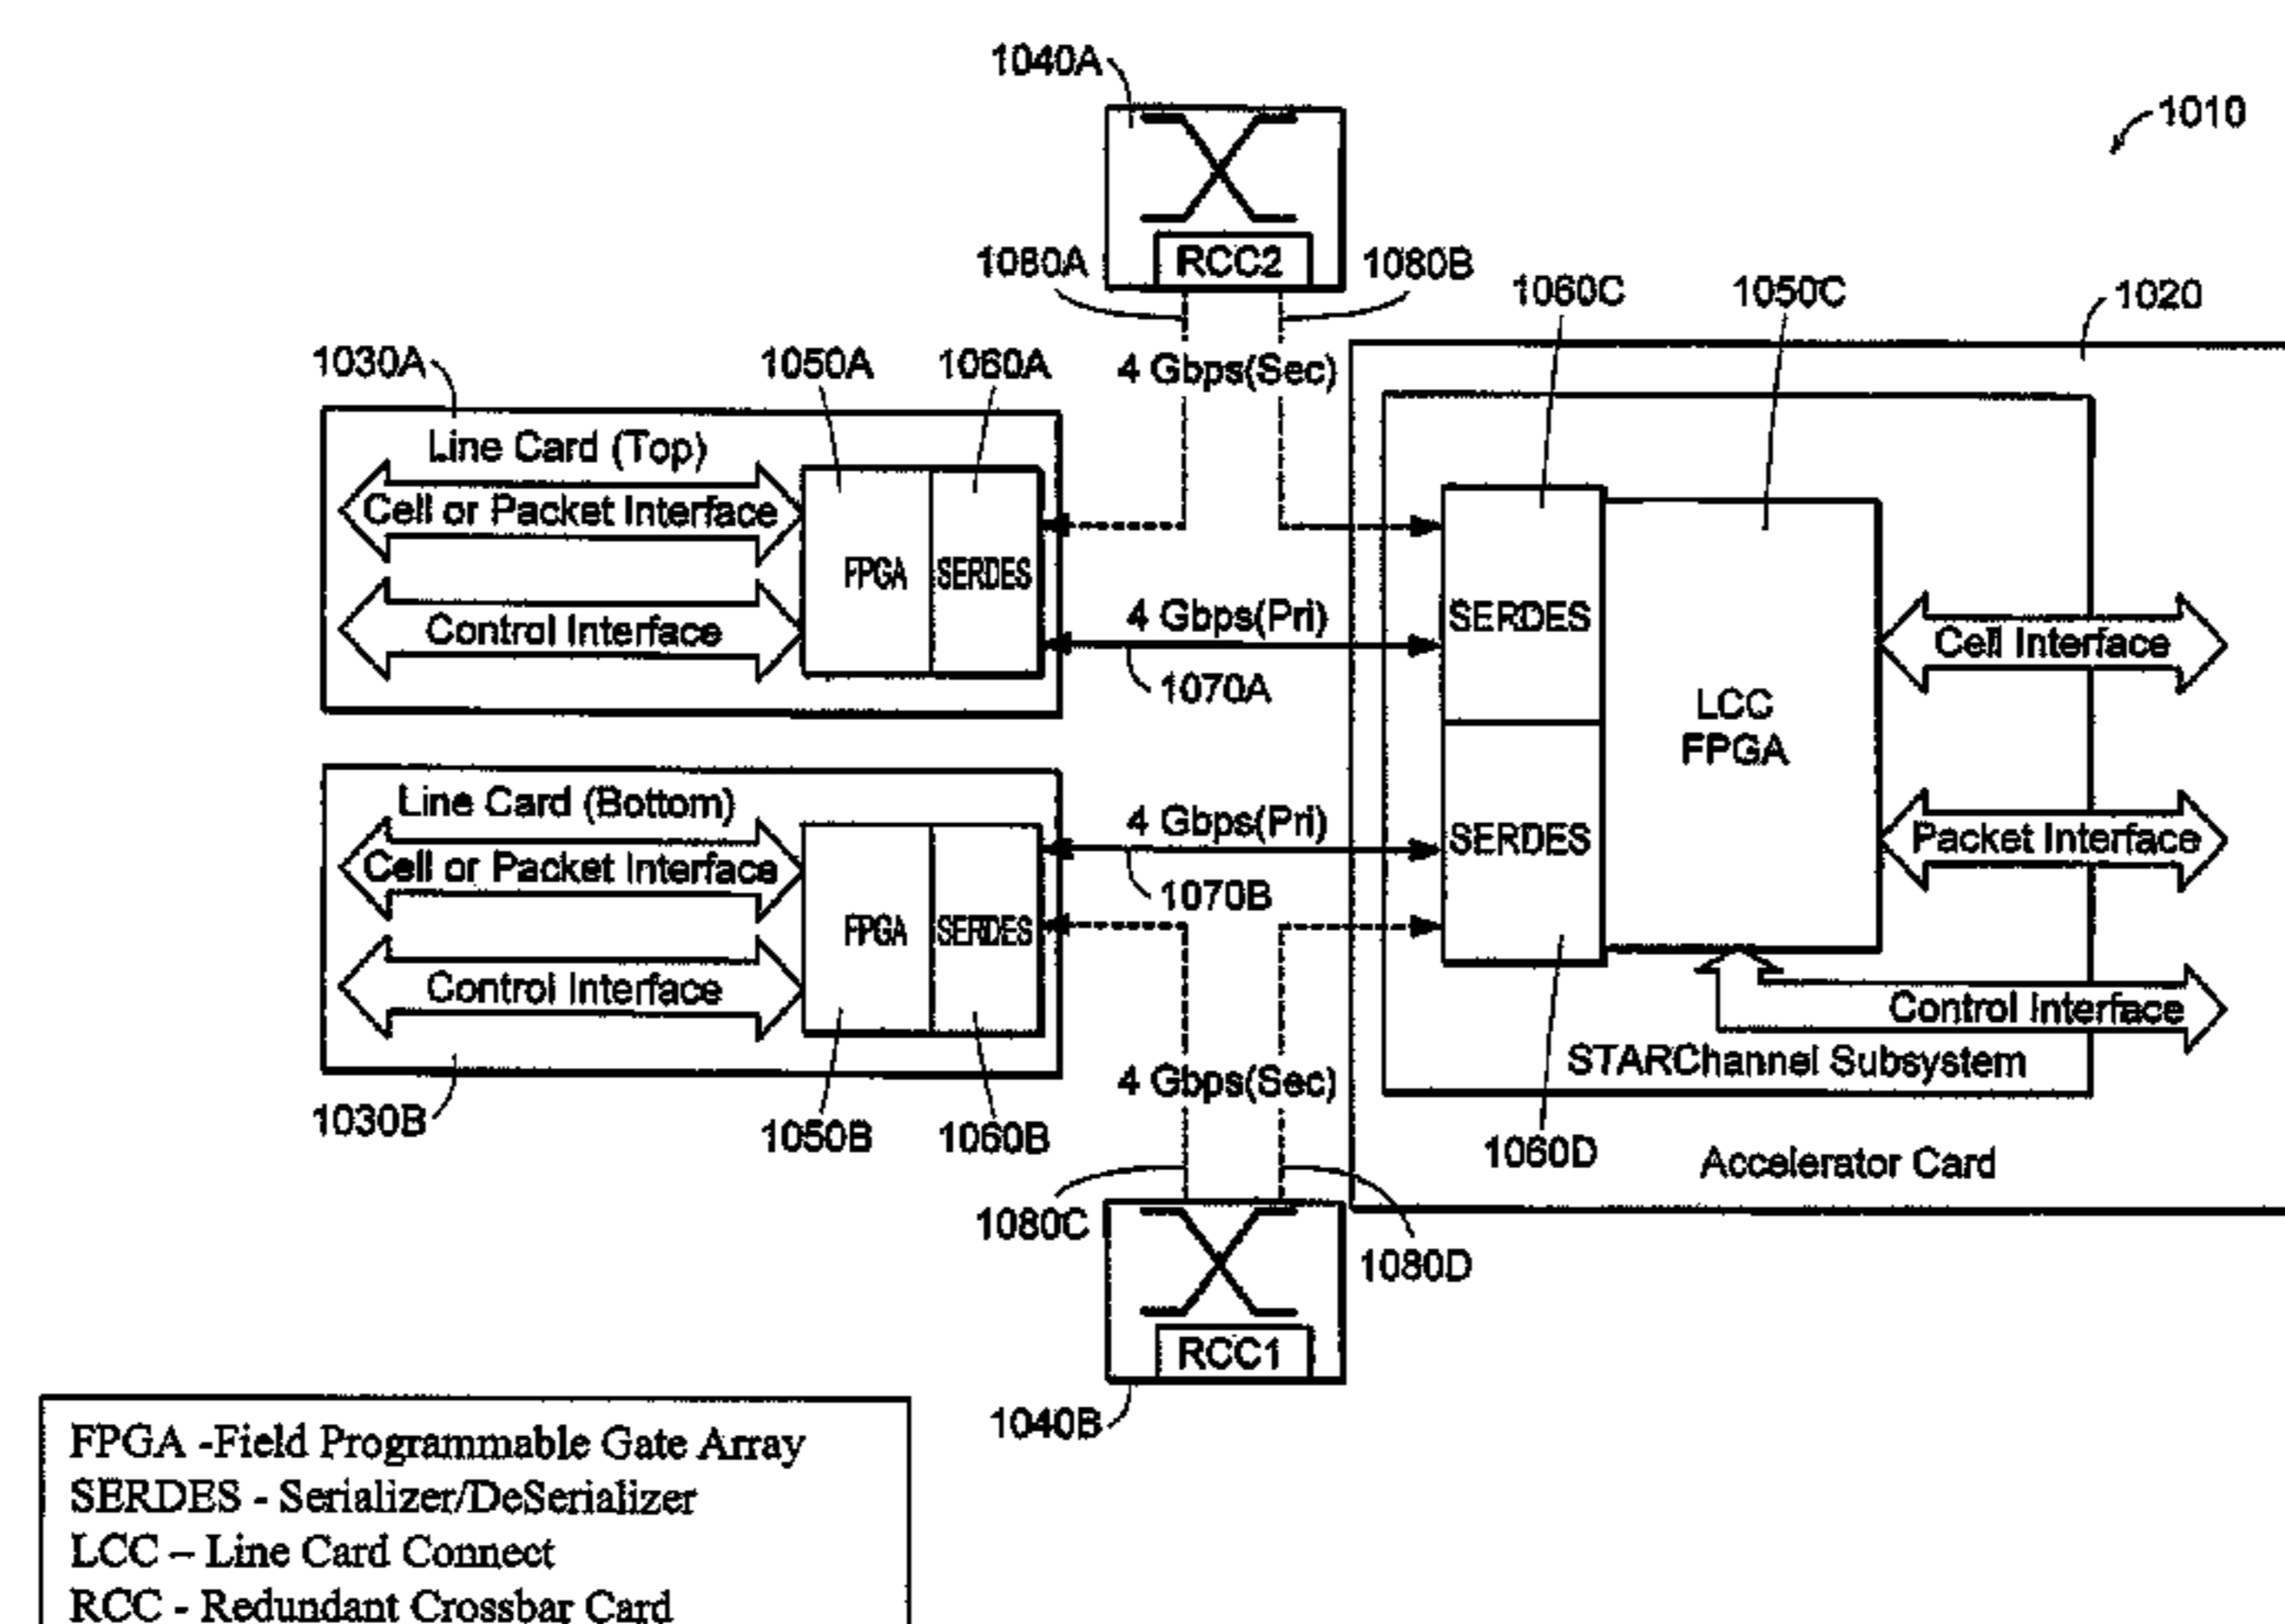 1040A
1010
1080A
RCC2
1080B
1060C
1050C
1020
1030A
1050A
1060A
4 Gbps(Sec)
Line Card (Top)
Cell or Packet Interface
FPGA
SERDES
Control Interface
4 Gbps(Pri)
1070A
SERDES
LCC
FPGA
Cell Interface
Line Card (Bottom)
Cell or Packet Interface
FPGA
SERDES
Control Interface
4 Gbps(Pri)
1070B
SERDES
Packet Interface
Control Interface
STARChannel Subsystem
4 Gbps(Sec)
1030B
1050B
1060B
1060D
Accelerator Card
1080C
1080D
RCC1
1040B
FPGA -Field Programmable Gate Array
SERDES - Serializer/DeSerializer
LCC – Line Card Connect
RCC - Redundant Crossbar Card